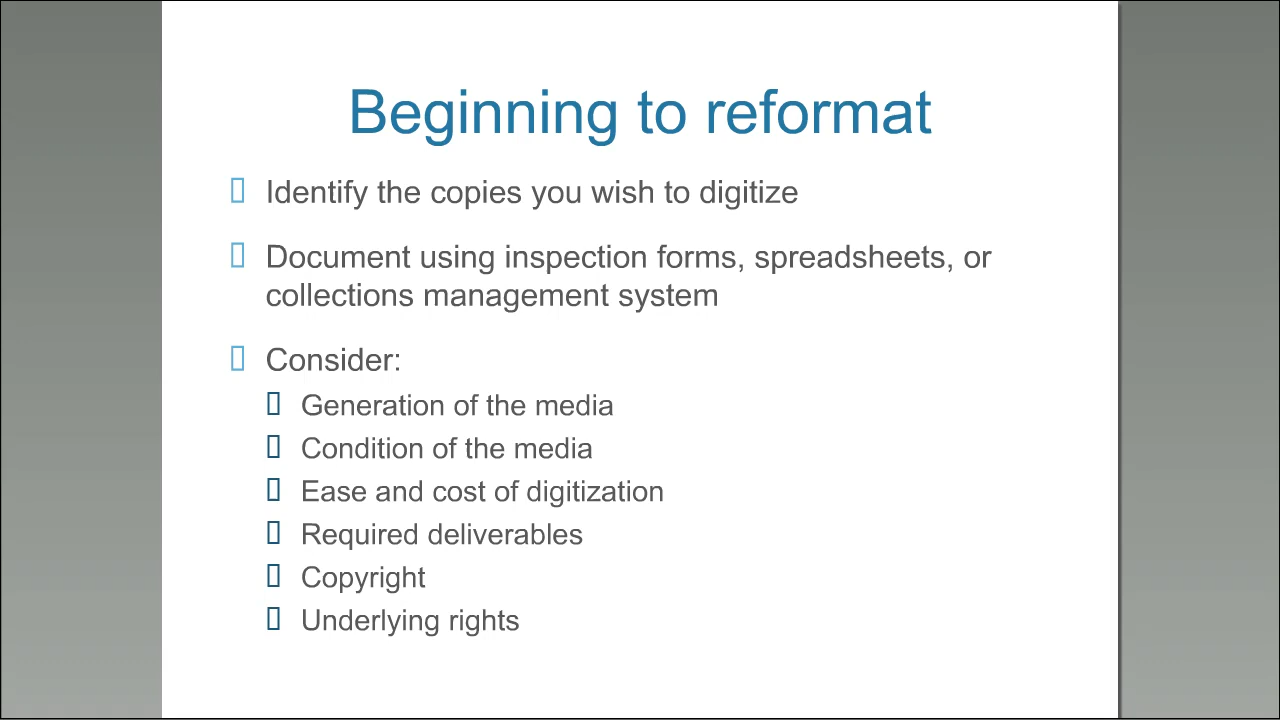 Beginning to reformat
Identify the copies you wish to digitize
Document using inspection forms, spreadsheets, or
collections management system
Consider:
Generation of the media
Condition of the media
Ease and cost of digitization
Required deliverables
Copyright
Underlying rights